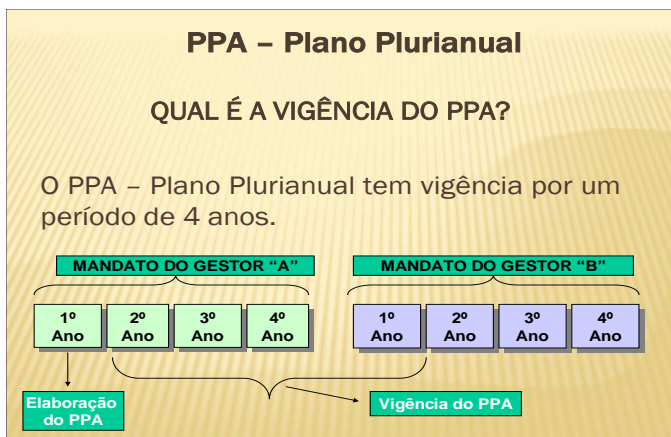 PPA – Plano Plurianual
QUAL É A VIGÊNCIA DO PPA?
O PPA – Plano Plurianual tem vigência por um
período de 4 anos.
MANDATO DO GESTOR “A”
MANDATO DO GESTOR “B”
1º
Ano
2º
Ano
3º
Ano
4º
Ano
1º
Ano
2º
Ano
3º
Ano
4º
Ano
Elaboração
do PPA
Vigência do PPA